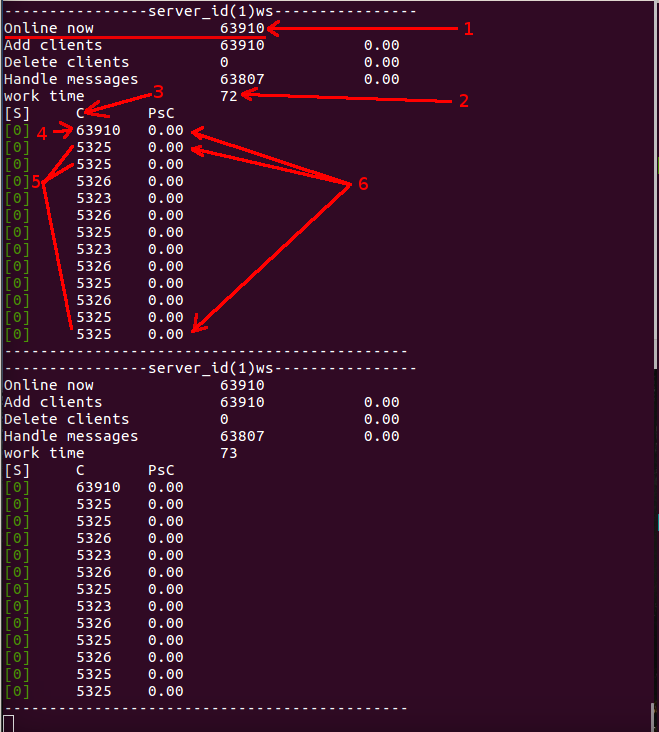 ----------------server_id(1)ws----------------
Online now 63910 1
Add clients 63910 0.00
Delete clients 0 0.00
Handle messages 63807 0.00
work time 72 3 2
[S] C PsC
[0] 4 63910 0.00
[0] 5325 0.00
[0] 5325 0.00
[0] 5 5326 0.00 6
[0] 5323 0.00
[0] 5326 0.00
[0] 5325 0.00
[0] 5323 0.00
[0] 5326 0.00
[0] 5325 0.00
[0] 5326 0.00
[0] 5325 0.00
[0] 5325 0.00
----------------------------------------------
----------------server_id(1)ws----------------
Online now 63910
Add clients 63910 0.00
Delete clients 0 0.00
Handle messages 63807 0.00
work time 73
[S] C PsC
[0] 63910 0.00
[0] 5325 0.00
[0] 5325 0.00
[0] 5326 0.00
[0] 5323 0.00
[0] 5326 0.00
[0] 5325 0.00
[0] 5323 0.00
[0] 5326 0.00
[0] 5325 0.00
[0] 5326 0.00
[0] 5325 0.00
[0] 5325 0.00
----------------------------------------------